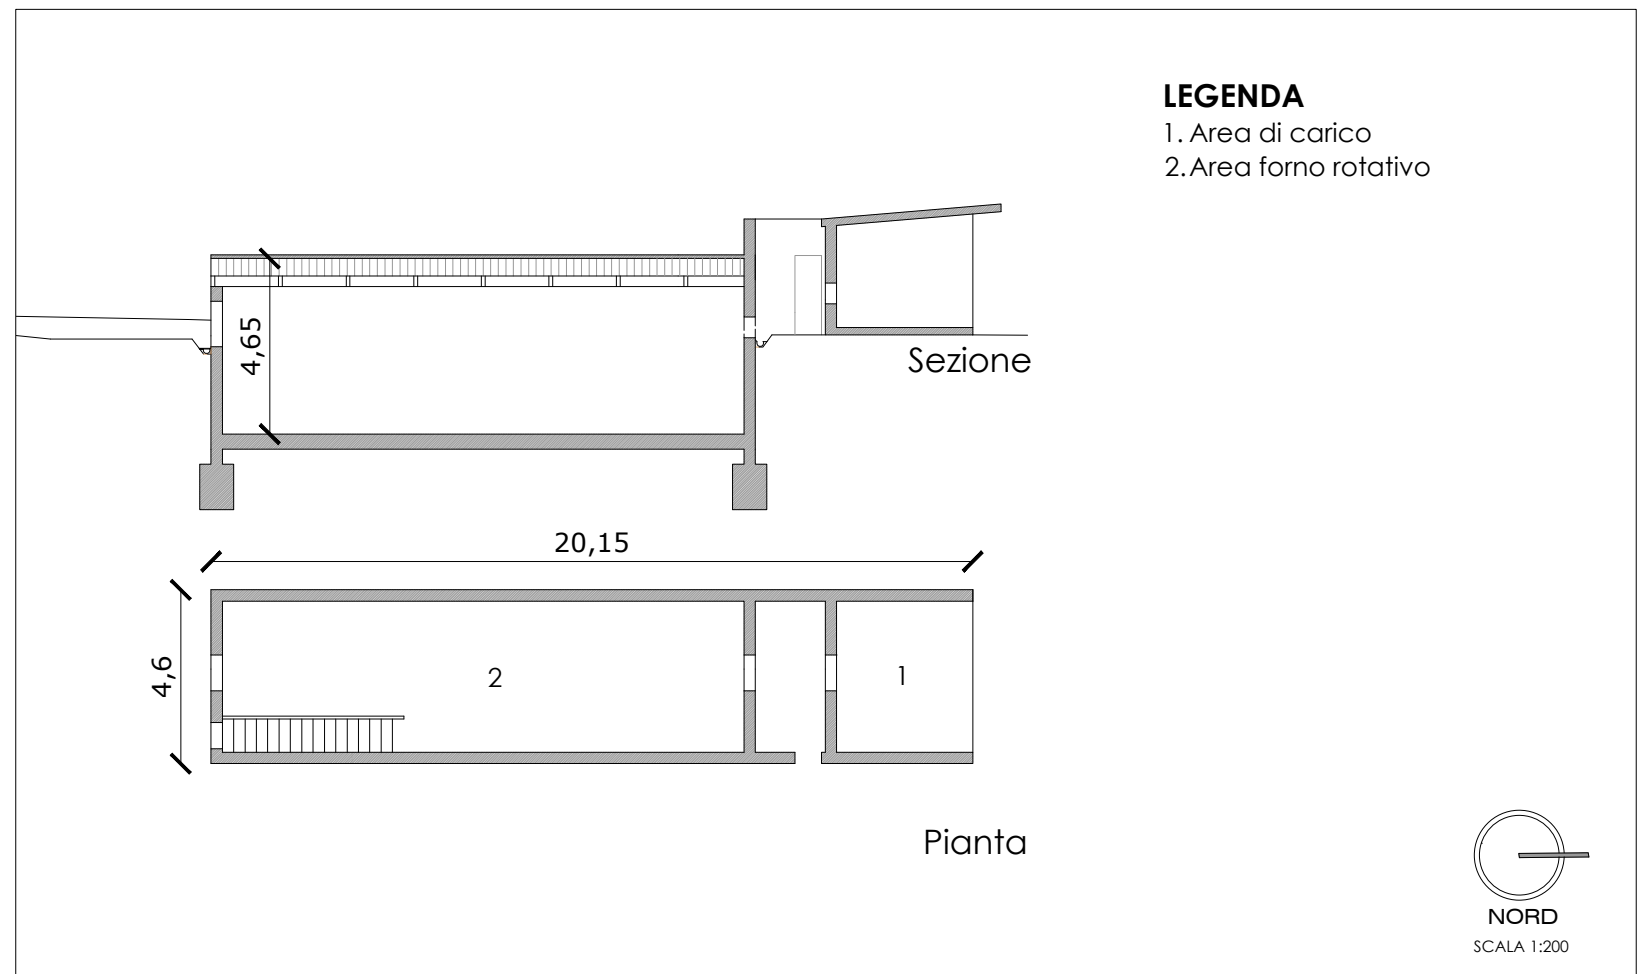 LEGENDA
1. Area di carico
2. Area forno rotativo
4,65
Sezione
20,15
4,6
2
1
Pianta
NORD
SCALA 1:200